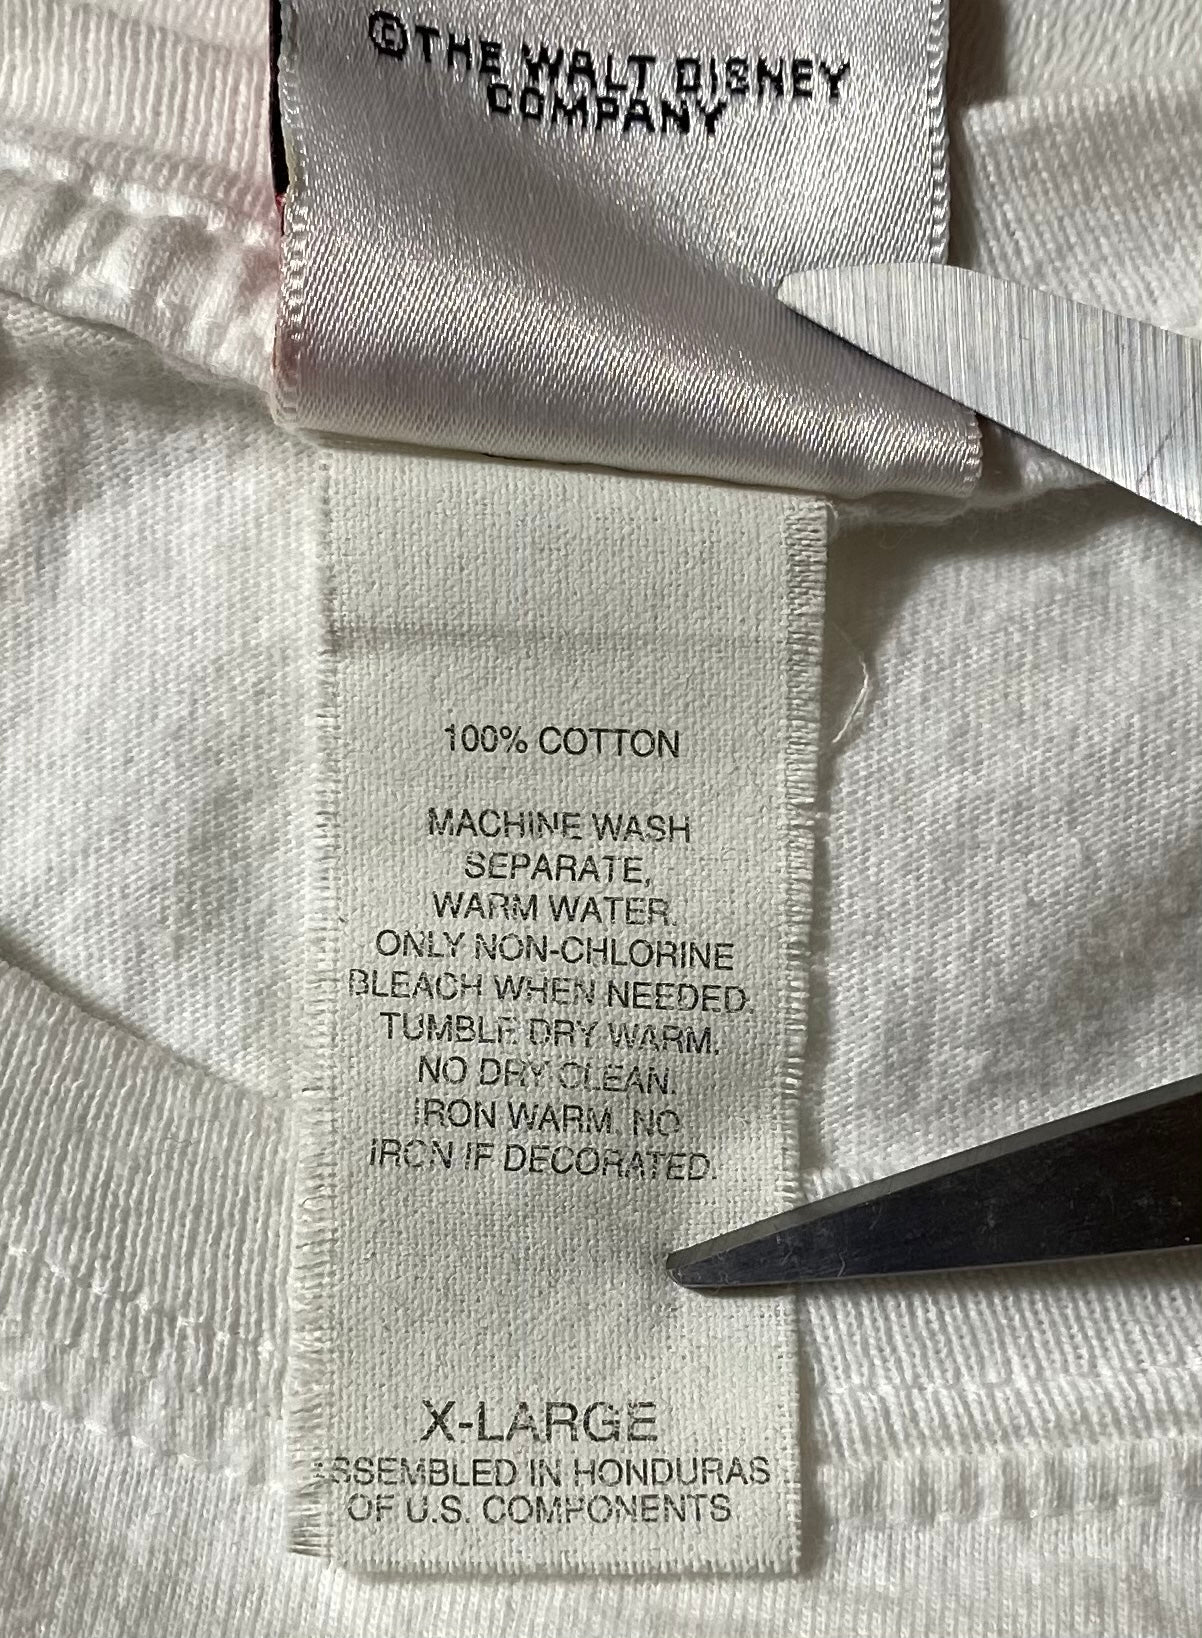 ©THE WALT DISNEY
COMPANY
100% COTTON
MACHINE WASH
SEPARATE,
WARM WATER.
ONLY NON-CHLORINE
BLEACH WHEN NEEDED.
TUMBLE DRY WARM.
NO DRY CLEAN.
IRON WARM. NO
IRON IF DECORATED.
X-LARGE
ASSEMBLED IN HONDURAS
OF U.S. COMPONENTS